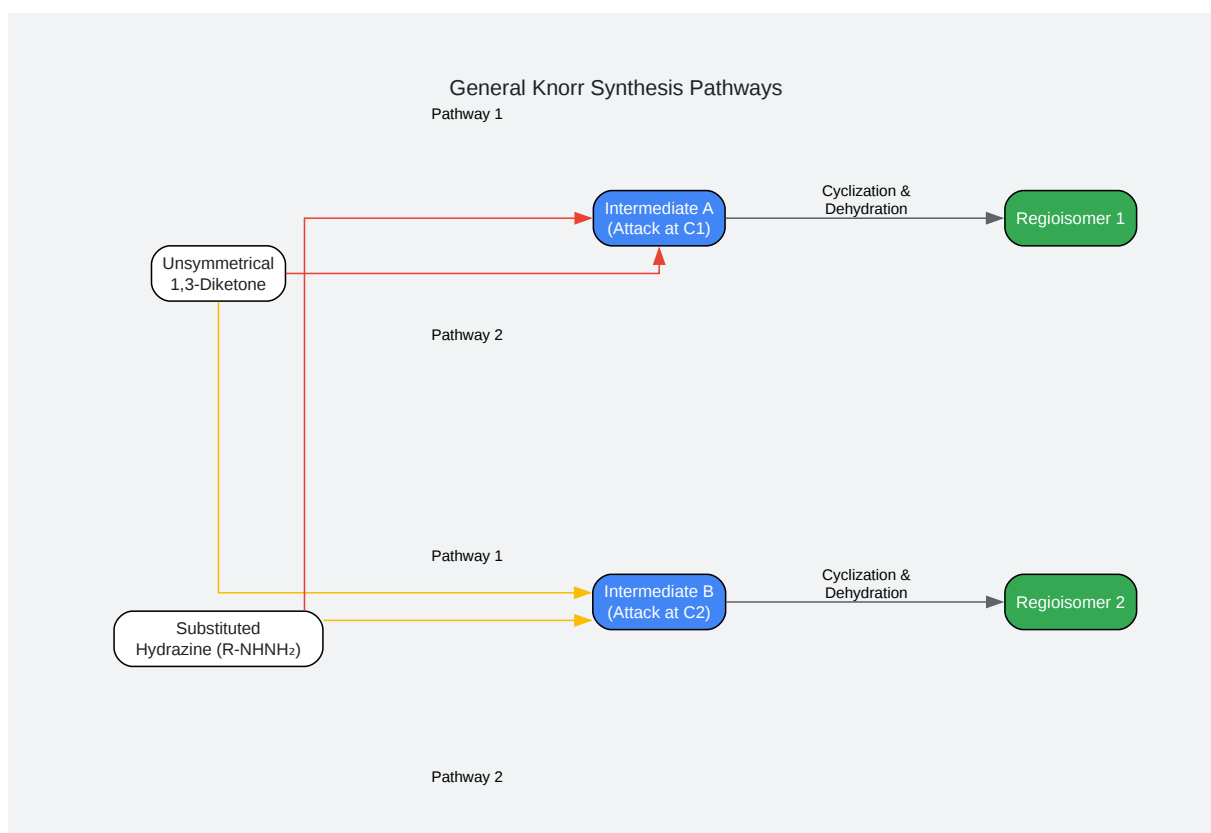 General Knorr Synthesis Pathways
Pathway 1
Cyclization &
Dehydration
Intermediate A
(Attack at C1)
Regioisomer 1
Unsymmetrical
1,3-Diketone
Pathway 2
Pathway 1
Cyclization &
Dehydration
Intermediate B
(Attack at C2)
Regioisomer 2
Substituted
Hydrazine (R-NHNH₂)
Pathway 2